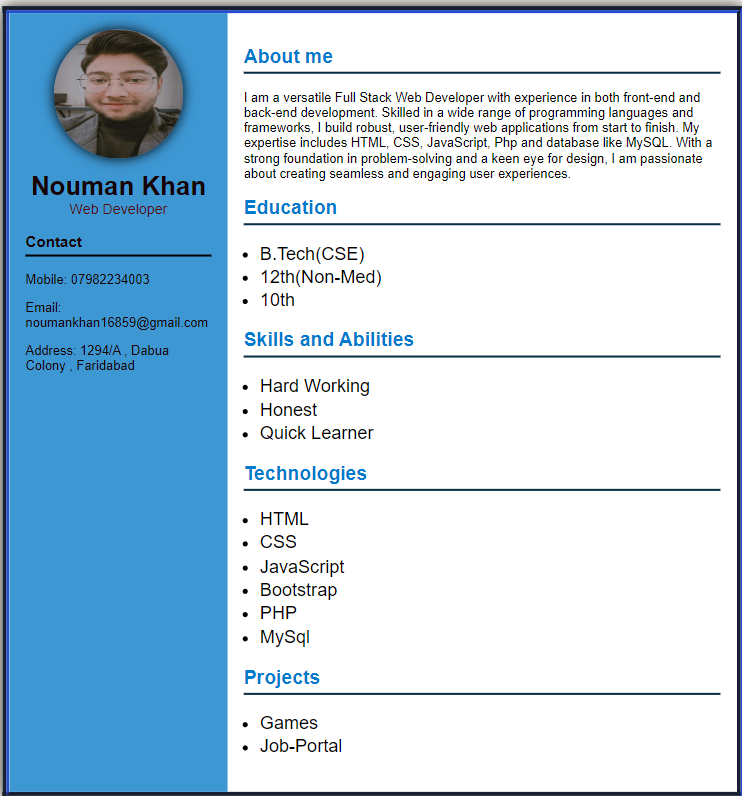 Nouman Khan
Web Developer
Contact
Mobile: 07982234003
Email:
noumankhan16859@gmail.com
Address: 1294/A , Dabua
Colony , Faridabad
About me
I am a versatile Full Stack Web Developer with experience in both front-end and
back-end development. Skilled in a wide range of programming languages and
frameworks, I build robust, user-friendly web applications from start to finish. My
expertise includes HTML, CSS, JavaScript, Php and database like MySQL. With a
strong foundation in problem-solving and a keen eye for design, I am passionate
about creating seamless and engaging user experiences.
Education
• B.Tech(CSE)
• 12th(Non-Med)
• 10th
Skills and Abilities
• Hard Working
• Honest
• Quick Learner
Technologies
• HTML
• CSS
• JavaScript
• Bootstrap
• PHP
• MySql
Projects
• Games
• Job-Portal